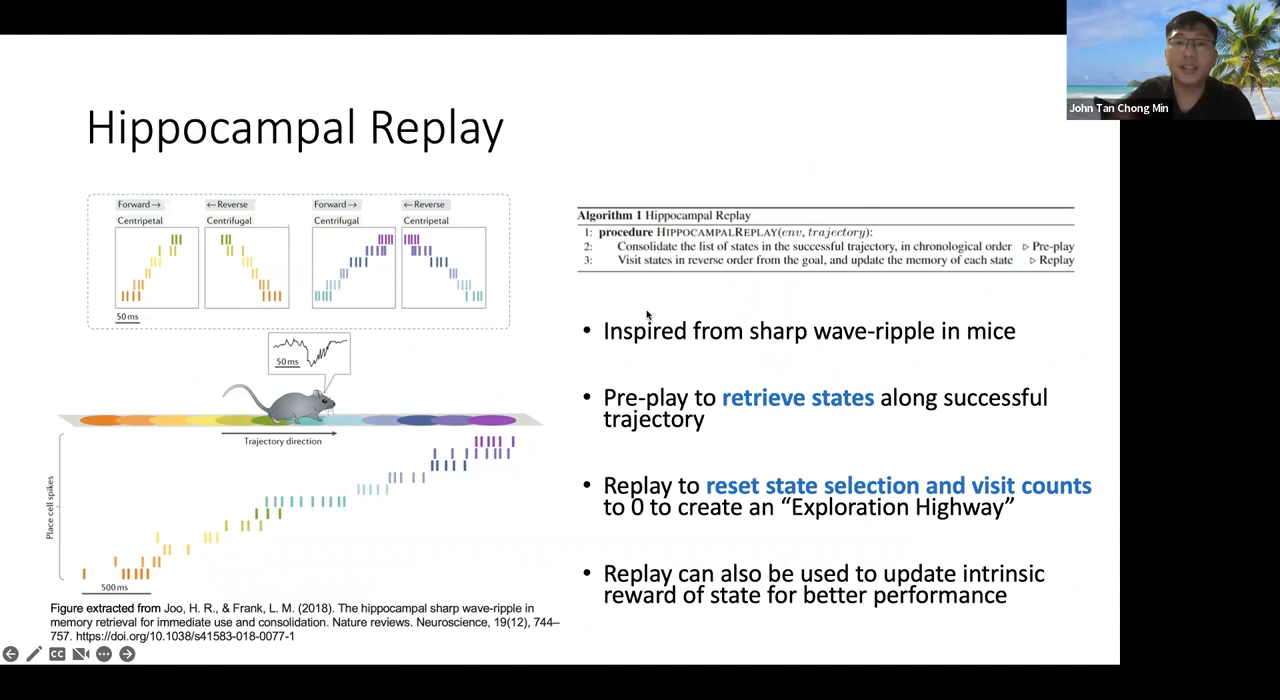 John Tan Chong Min
Hippocampal Replay
Forward→
←Reverse
Forward→
←Reverse
Centripetal
Centrifugal
Centrifugal
Centripetal
50 ms
50 ms
Trajectory direction
Place cell spikes
500 ms
Figure extracted from Joo, H. R., & Frank, L. M. (2018). The hippocampal sharp wave-ripple in
memory retrieval for immediate use and consolidation. Nature reviews. Neuroscience, 19(12), 744–
757. https://doi.org/10.1038/s41583-018-0077-1
Algorithm 1 Hippocampal Replay
1: procedure HIPPOCAMPALREPLAY(env, trajectory):
2: Consolidate the list of states in the successful trajectory, in chronological order ▷ Pre-play
3: Visit states in reverse order from the goal, and update the memory of each state ▷ Replay
• Inspired from sharp wave-ripple in mice
• Pre-play to retrieve states along successful
trajectory
• Replay to reset state selection and visit counts
to 0 to create an “Exploration Highway”
• Replay can also be used to update intrinsic
reward of state for better performance
CC